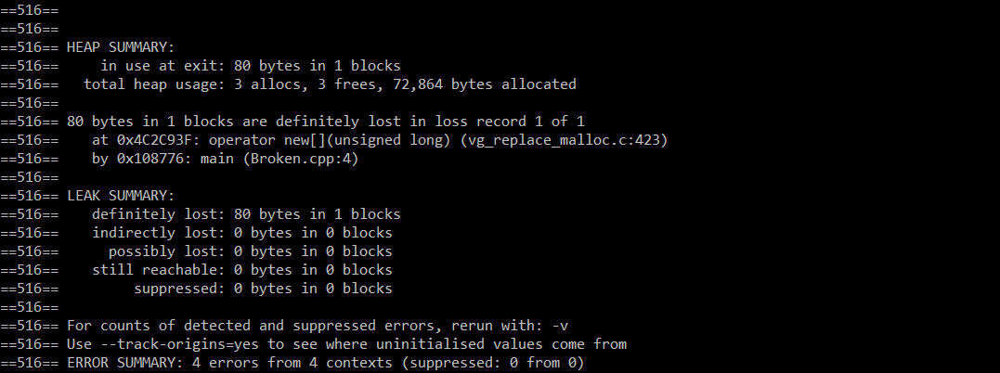 ==516==
==516==
==516== HEAP SUMMARY:
==516==     in use at exit: 80 bytes in 1 blocks
==516==   total heap usage: 3 allocs, 3 frees, 72,864 bytes allocated
==516==
==516== 80 bytes in 1 blocks are definitely lost in loss record 1 of 1
==516==    at 0x4C2C93F: operator new[](unsigned long) (vg_replace_malloc.c:423)
==516==    by 0x108776: main (Broken.cpp:4)
==516==
==516== LEAK SUMMARY:
==516==    definitely lost: 80 bytes in 1 blocks
==516==    indirectly lost: 0 bytes in 0 blocks
==516==      possibly lost: 0 bytes in 0 blocks
==516==    still reachable: 0 bytes in 0 blocks
==516==         suppressed: 0 bytes in 0 blocks
==516==
==516== For counts of detected and suppressed errors, rerun with: -v
==516== Use --track-origins=yes to see where uninitialised values come from
==516== ERROR SUMMARY: 4 errors from 4 contexts (suppressed: 0 from 0)